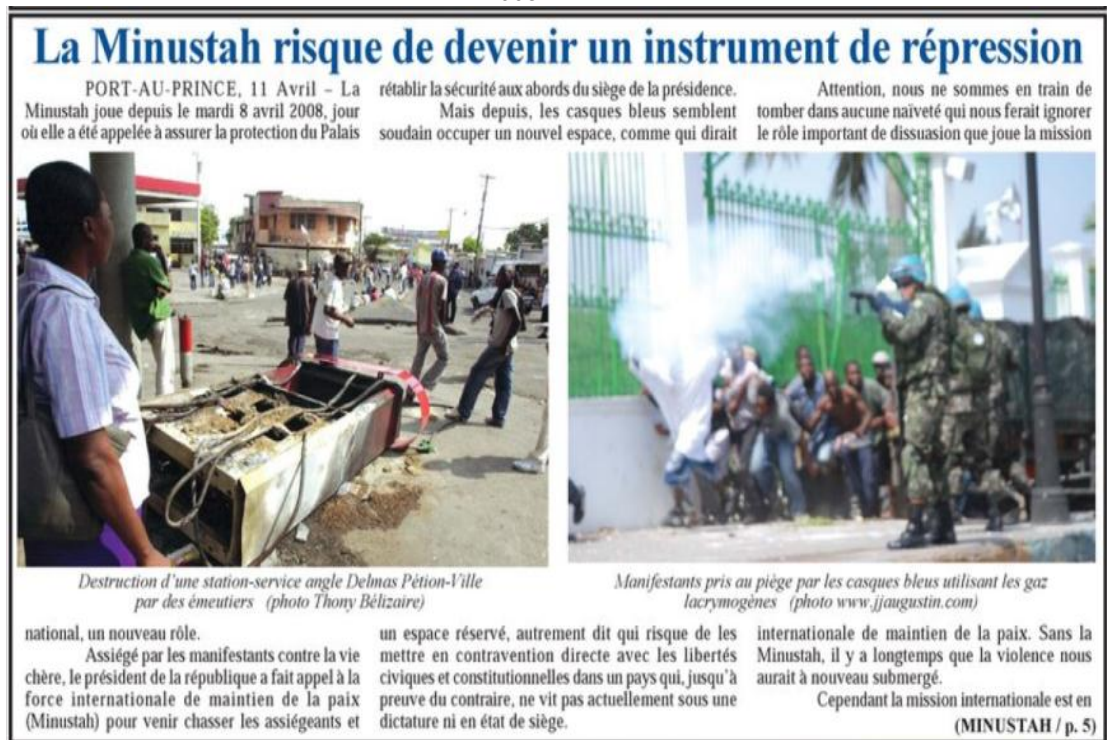 La Minustah risque de devenir un instrument de répression
PORT-AU-PRINCE, 11 Avril – La
Minustah joue depuis le mardi 8 avril 2008, jour
où elle a été appelée à assurer la protection du Palais
national, un nouveau rôle.
Assiégé par les manifestants contre la vie
chère, le président de la république a fait appel à la
force internationale de maintien de la paix
(Minustah) pour venir chasser les assiégeants et
rétablir la sécurité aux abords du siège de la présidence.
Mais depuis, les casques bleus semblent
soudain occuper un nouvel espace, comme qui dirait
un espace réservé, autrement dit qui risque de les
mettre en contravention directe avec les libertés
civiques et constitutionnelles dans un pays qui, jusqu'à
preuve du contraire, ne vit pas actuellement sous une
dictature ni en état de siège.
Attention, nous ne sommes en train de
tomber dans aucune naïveté qui nous ferait ignorer
le rôle important de dissuasion que joue la mission
internationale de maintien de la paix. Sans la
Minustah, il y a longtemps que la violence nous
aurait à nouveau submergé.
Cependant la mission internationale est en
(MINUSTAH / p. 5)
Destruction d'une station-service angle Delmas Pétion-Ville
par des émeutiers (photo Thony Bélizaire)
Manifestants pris au piège par les casques bleus utilisant les gaz
lacrymogènes (photo www.jjaugustin.com)